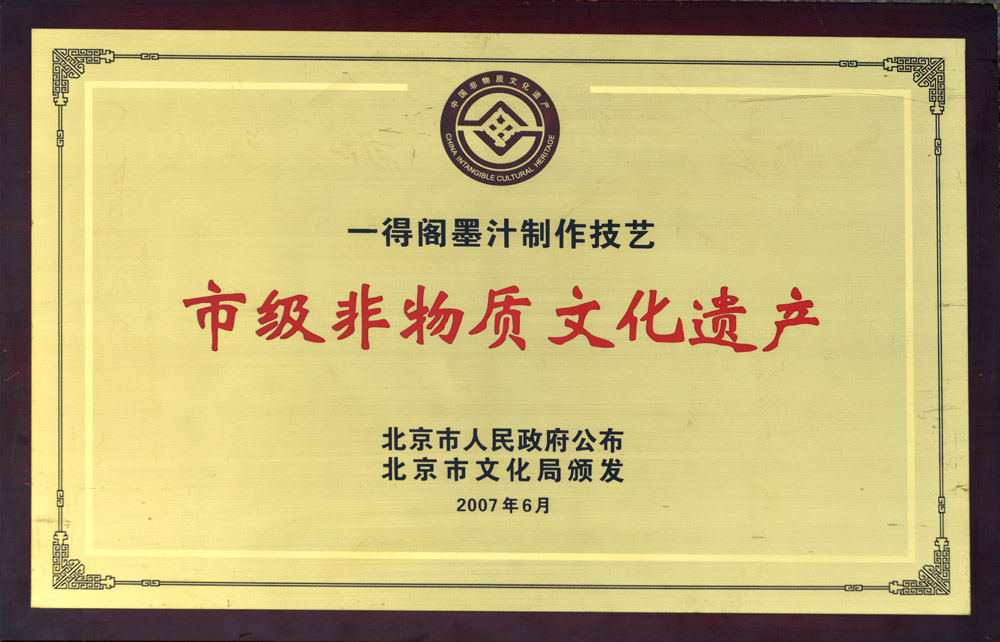 中国非物质文化遗产
CHINA INTANGIBLE CULTURAL HERITAGE
一得阁墨汁制作技艺
市级非物质文化遗产
北京市人民政府公布
北京市文化局颁发
2007年6月